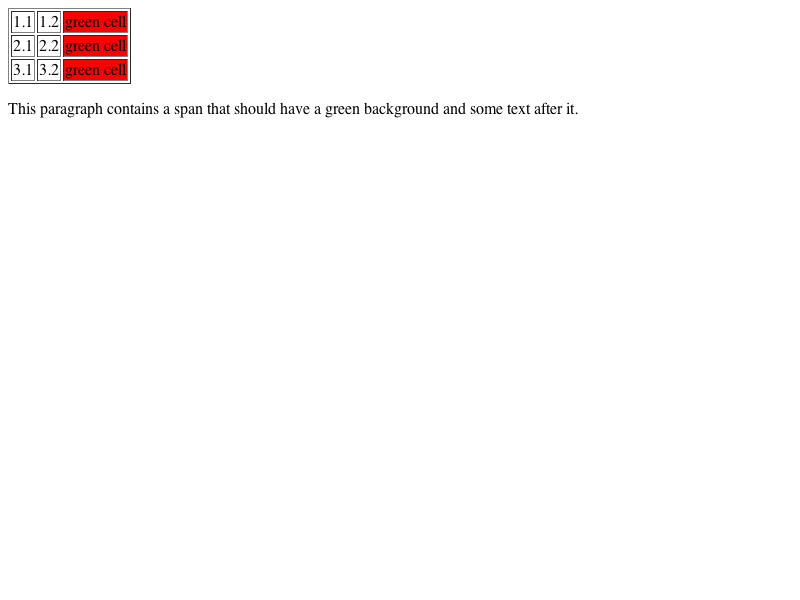 1.1 1.2 green cell
2.1 2.2 green cell
3.1 3.2 green cell
This paragraph contains a span that should have a green background and some text after it.